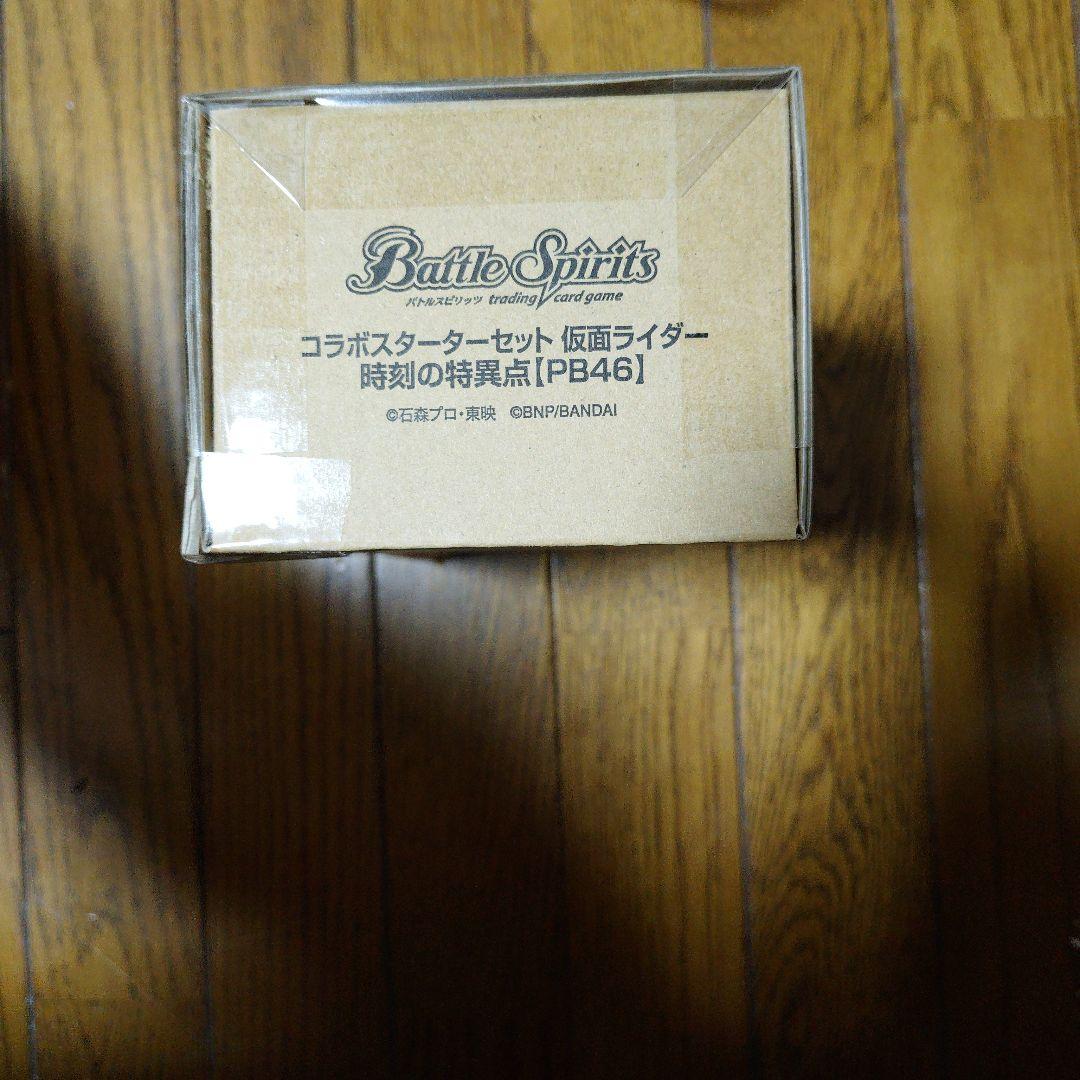 Battle Spirits
バトルスピリッツ trading card game
コラボスターターセット 仮面ライダー
時刻の特異点【PB46】
©石森プロ・東映 ©BNP/BANDAI